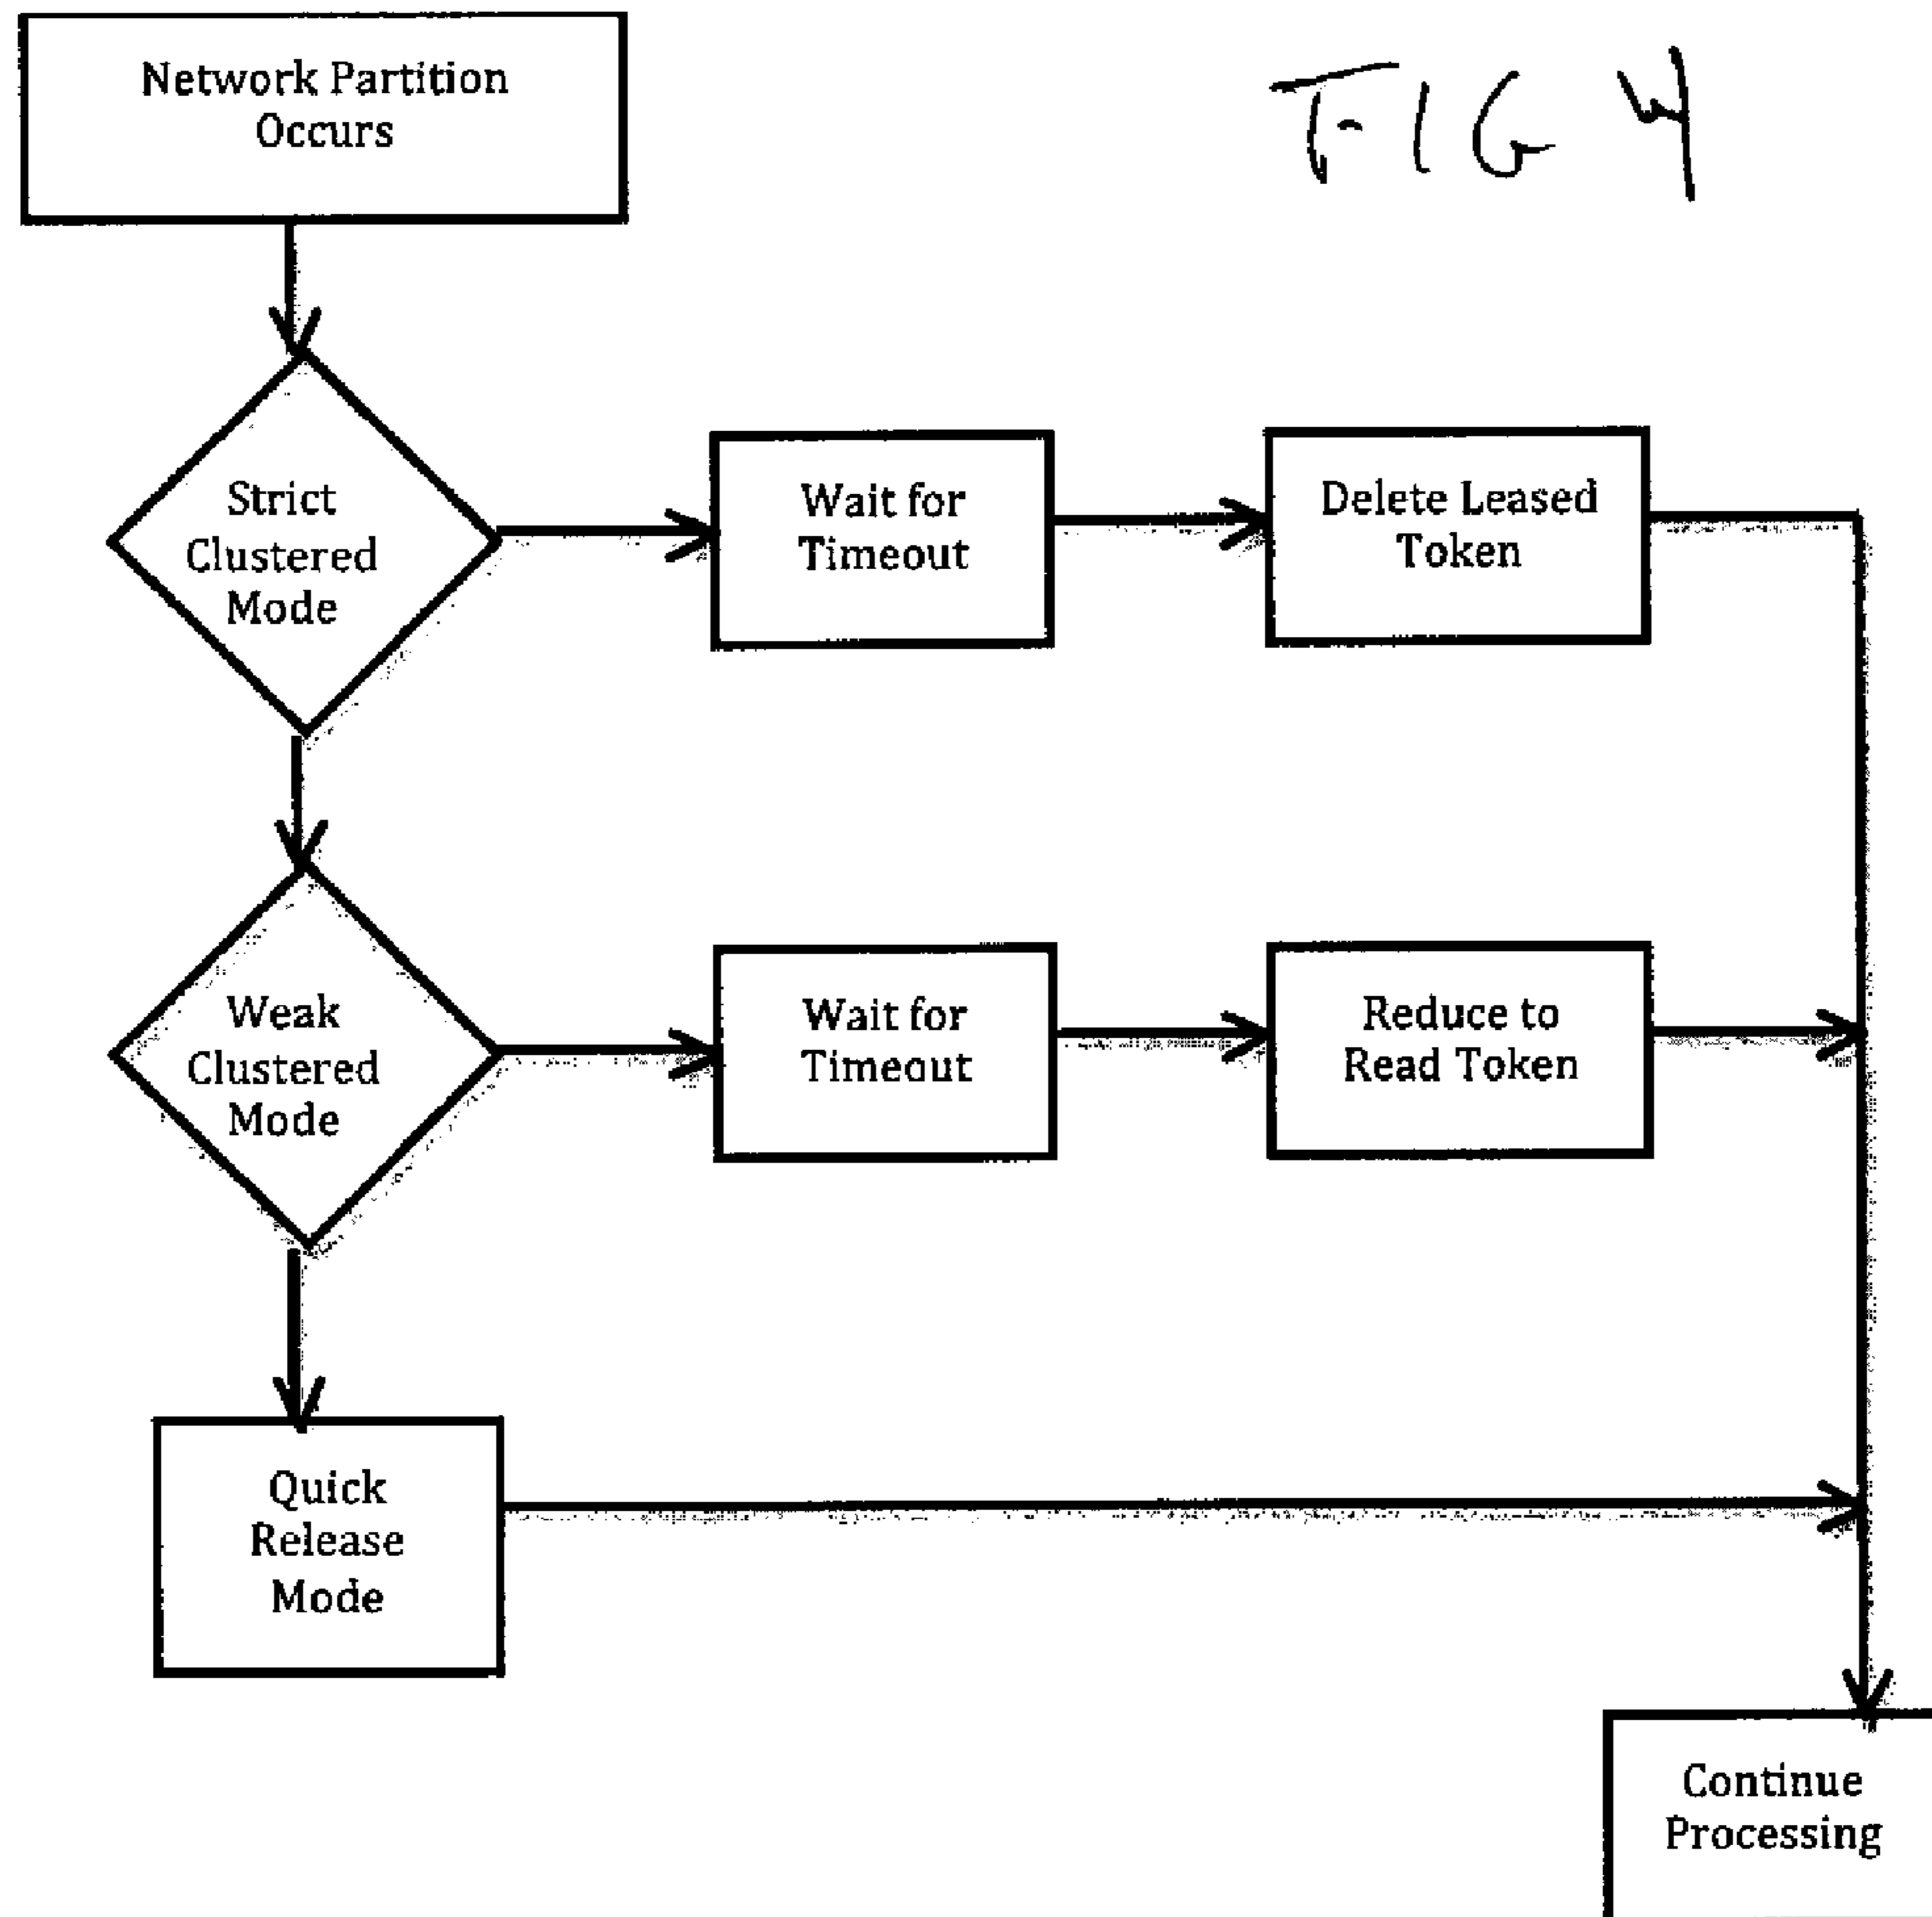 Network Partition
Occurs
FIG 4
Strict
Clustered
Mode
Wait for
Timeout
Delete Leased
Token
Weak
Clustered
Mode
Wait for
Timeout
Reduce to
Read Token
Quick
Release
Mode
Continue
Processing